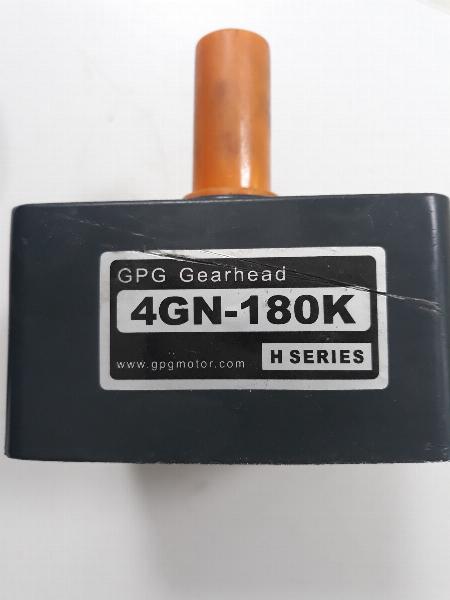 GPG Gearhead
4GN-180K
www.gpgmotor.com
H SERIES